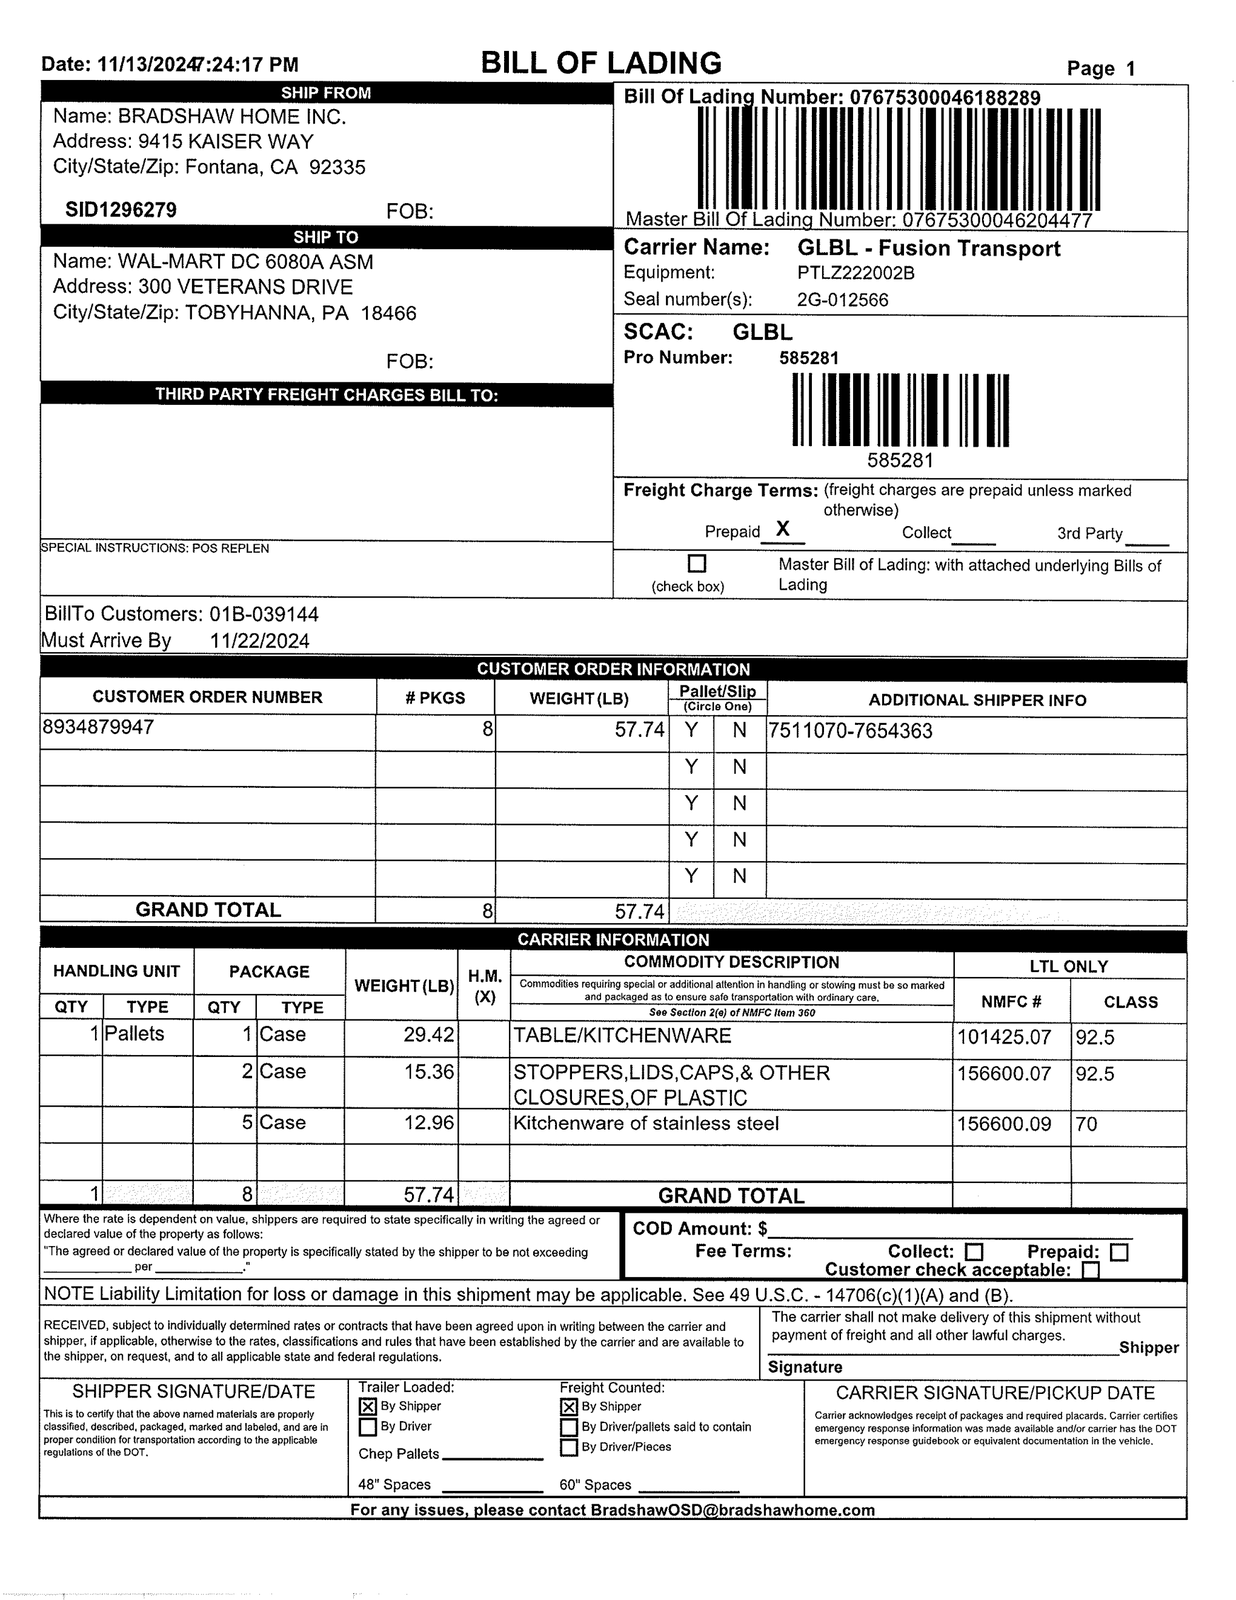 Date: 11/13/20247:24:17 PM
BILL OF LADING
Page 1
SHIP FROM
Name: BRADSHAW HOME INC.
Address: 9415 KAISER WAY
City/State/Zip: Fontana, CA 92335
SID1296279 FOB:
Bill Of Lading Number: 07675300046188289
Master Bill Of Lading Number: 07675300046204477
SHIP TO
Name: WAL-MART DC 6080A ASM
Address: 300 VETERANS DRIVE
City/State/Zip: TOBYHANNA, PA 18466
FOB:
Carrier Name: GLBL - Fusion Transport
Equipment: PTLZ222002B
Seal number(s): 2G-012566
SCAC: GLBL
Pro Number: 585281
585281
THIRD PARTY FREIGHT CHARGES BILL TO:
SPECIAL INSTRUCTIONS: POS REPLEN
Freight Charge Terms: (freight charges are prepaid unless marked
otherwise)
Prepaid X Collect 3rd Party
Master Bill of Lading: with attached underlying Bills of
(check box) Lading
BillTo Customers: 01B-039144
Must Arrive By 11/22/2024
CUSTOMER ORDER INFORMATION
CUSTOMER ORDER NUMBER # PKGS WEIGHT (LB) Pallet/Slip (Circle One) ADDITIONAL SHIPPER INFO
8934879947 8 57.74 Y N 7511070-7654363
Y N
Y N
Y N
Y N
GRAND TOTAL 8 57.74
CARRIER INFORMATION
HANDLING UNIT PACKAGE WEIGHT (LB) H.M. (X) COMMODITY DESCRIPTION LTL ONLY
Commodities requiring special or additional attention in handling or stowing must be so marked
and packaged as to ensure safe transportation with ordinary care.
See Section 2(e) of NMFC Item 360
QTY TYPE QTY TYPE NMFC # CLASS
1 Pallets 1 Case 29.42 TABLE/KITCHENWARE 101425.07 92.5
2 Case 15.36 STOPPERS,LIDS,CAPS,& OTHER 156600.07 92.5
CLOSURES,OF PLASTIC
5 Case 12.96 Kitchenware of stainless steel 156600.09 70
1 8 57.74 GRAND TOTAL
Where the rate is dependent on value, shippers are required to state specifically in writing the agreed or
declared value of the property as follows:
"The agreed or declared value of the property is specifically stated by the shipper to be not exceeding
____________ per ____________."
COD Amount: $
Fee Terms: Collect: Prepaid:
Customer check acceptable:
NOTE Liability Limitation for loss or damage in this shipment may be applicable. See 49 U.S.C. - 14706(c)(1)(A) and (B).
RECEIVED, subject to individually determined rates or contracts that have been agreed upon in writing between the carrier and
shipper, if applicable, otherwise to the rates, classifications and rules that have been established by the carrier and are available to
the shipper, on request, and to all applicable state and federal regulations.
The carrier shall not make delivery of this shipment without
payment of freight and all other lawful charges.
Shipper
Signature
SHIPPER SIGNATURE/DATE
This is to certify that the above named materials are properly
classified, described, packaged, marked and labeled, and are in
proper condition for transportation according to the applicable
regulations of the DOT.
Trailer Loaded:
X By Shipper
By Driver
Chep Pallets
48" Spaces
Freight Counted:
X By Shipper
By Driver/pallets said to contain
By Driver/Pieces
60" Spaces
CARRIER SIGNATURE/PICKUP DATE
Carrier acknowledges receipt of packages and required placards. Carrier certifies
emergency response information was made available and/or carrier has the DOT
emergency response guidebook or equivalent documentation in the vehicle.
For any issues, please contact BradshawOSD@bradshawhome.com